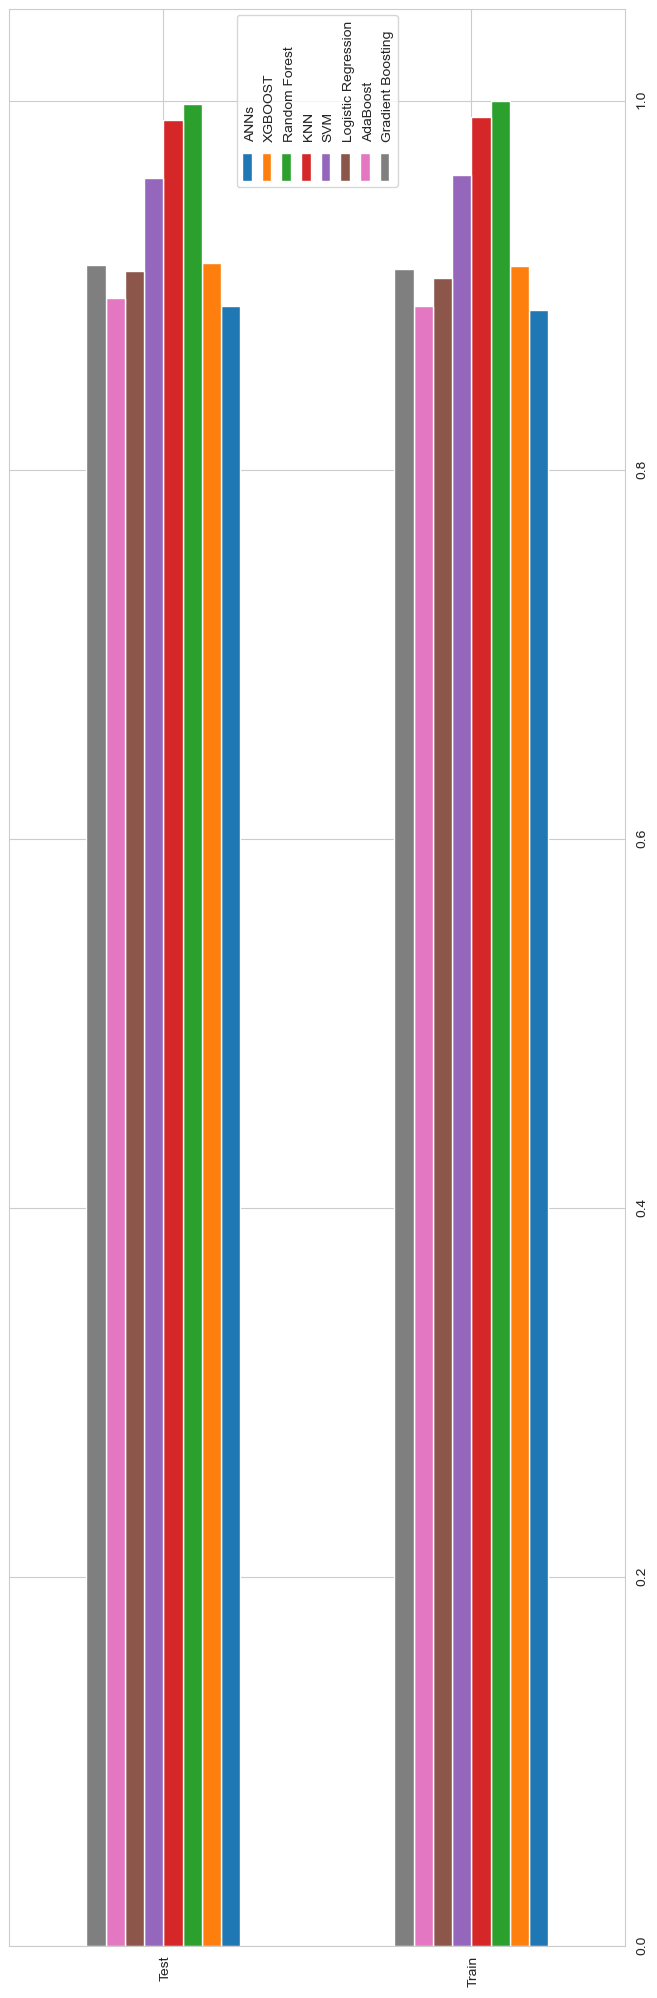 ANNs
XGBOOST
Random Forest
KNN
SVM
Logistic Regression
AdaBoost
Gradient Boosting
1.0
0.8
0.6
0.4
0.2
0.0
Test
Train